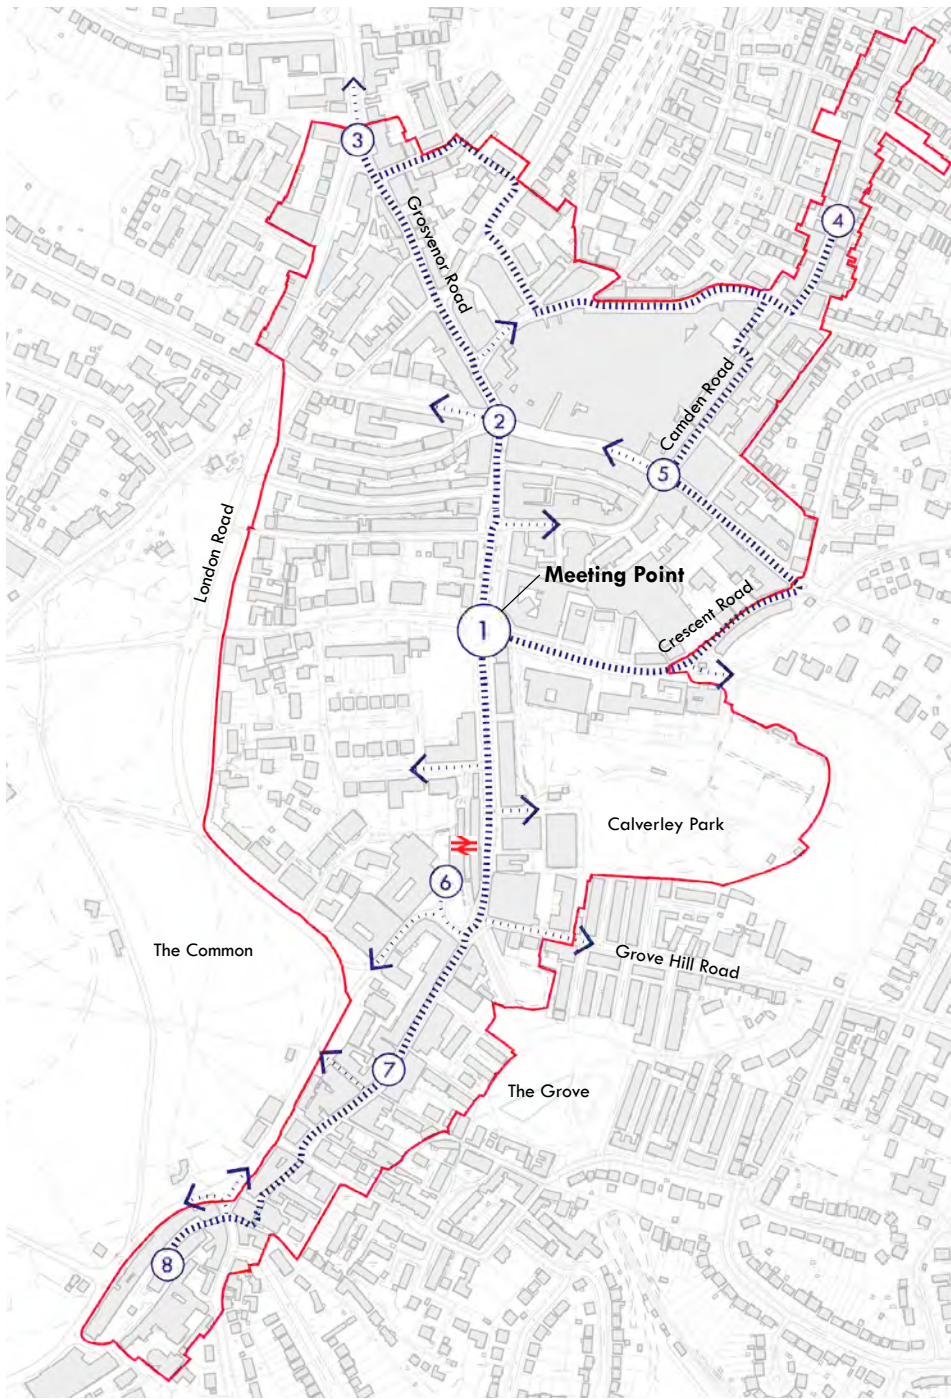 3
4
Grosvenor Road
2
Camden Road
5
London Road
Meeting Point
1
Crescent Road
Calverley Park
6
The Common
Grove Hill Road
7
The Grove
8